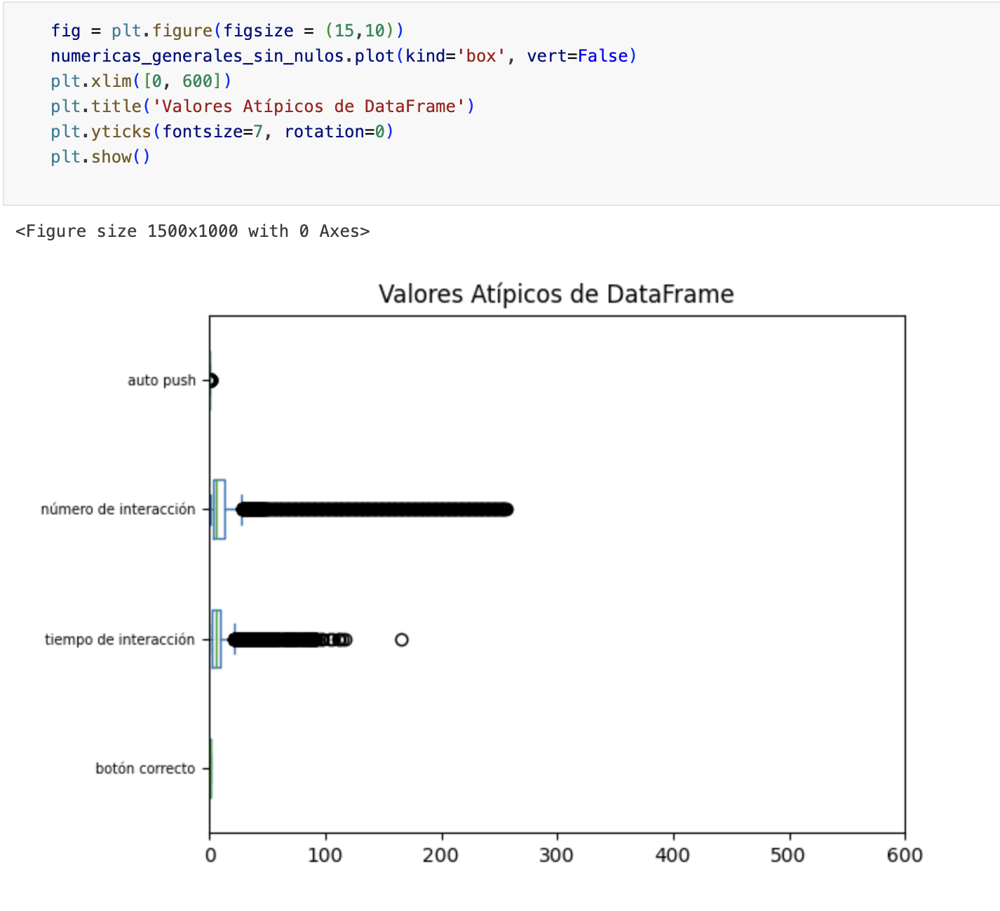 fig = plt.figure(figsize = (15,10))
numericas_generales_sin_nulos.plot(kind='box', vert=False)
plt.xlim([0, 600])
plt.title('Valores Atípicos de DataFrame')
plt.yticks(fontsize=7, rotation=0)
plt.show()
<Figure size 1500x1000 with 0 Axes>
Valores Atípicos de DataFrame
auto push
número de interacción
tiempo de interacción
botón correcto
0 100 200 300 400 500 600